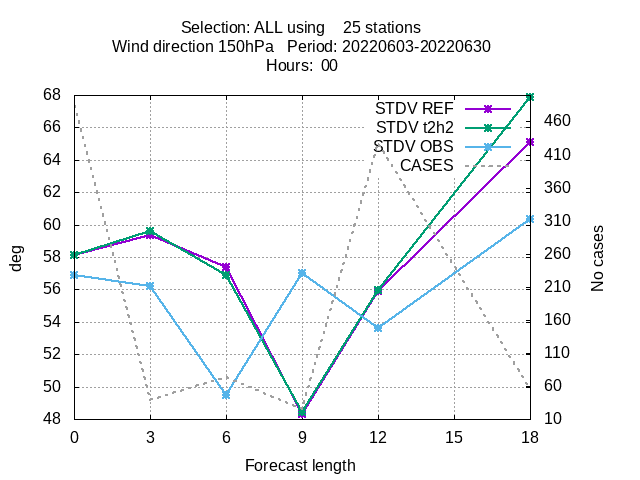 Selection: ALL using    25 stations
Wind direction 150hPa   Period: 20220603-20220630
Hours:  00
STDV REF
STDV t2h2
STDV OBS
CASES
68
66
64
62
60
58
56
54
52
50
48
deg
460
410
360
310
260
210
160
110
60
10
No cases
0 3 6 9 12 15 18
Forecast length